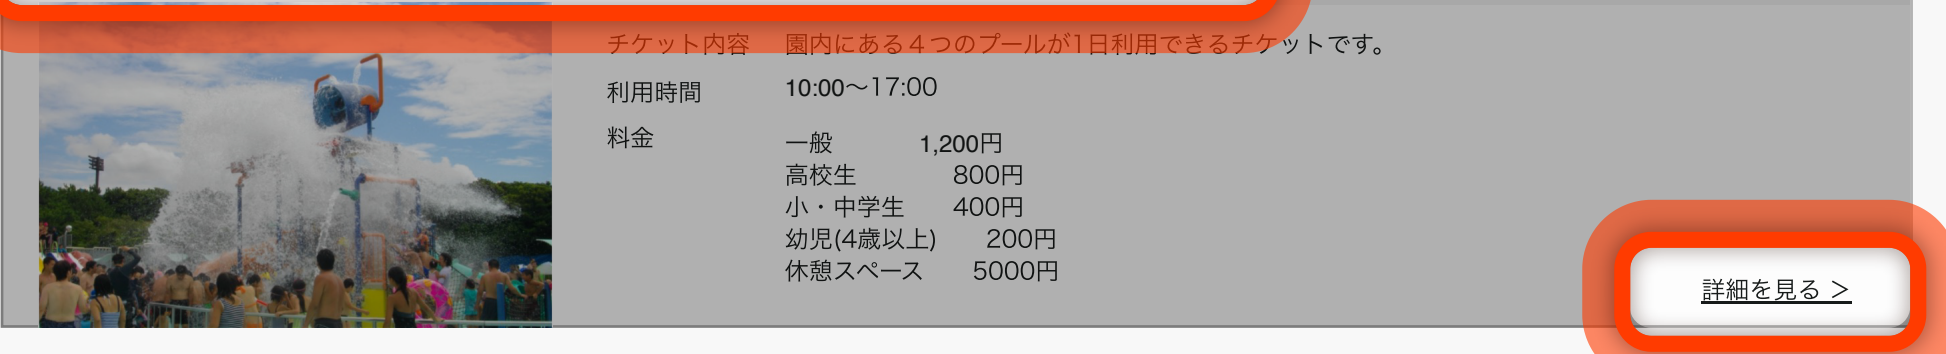 チケット内容 園内にある４つのプールが1日利用できるチケットです。
利用時間 10:00〜17:00
料金 一般 1,200円
高校生 800円
小・中学生 400円
幼児(4歳以上) 200円
休憩スペース 5000円
詳細を見る ＞